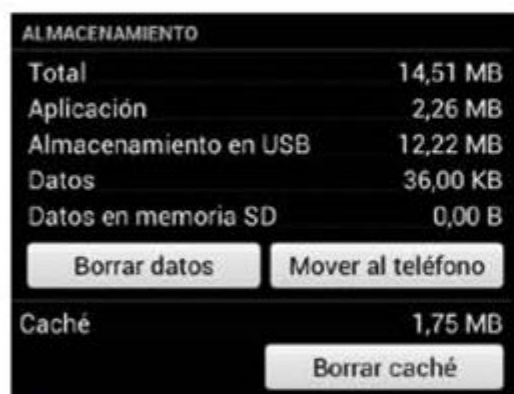 ALMACENAMIENTO
Total 14,51 MB
Aplicación 2,26 MB
Almacenamiento en USB 12,22 MB
Datos 36,00 KB
Datos en memoria SD 0,00 B
Borrar datos Mover al teléfono
Caché 1,75 MB
Borrar caché